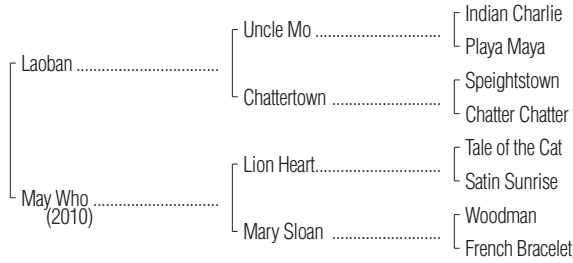 Indian Charlie
Uncle Mo ................................
Playa Maya
Laoban ....................................
Speightstown
Chattertown ............................
Chatter Chatter
Tale of the Cat
Lion Heart................................
Satin Sunrise
May Who ................................
(2010)
Woodman
Mary Sloan ............................
French Bracelet